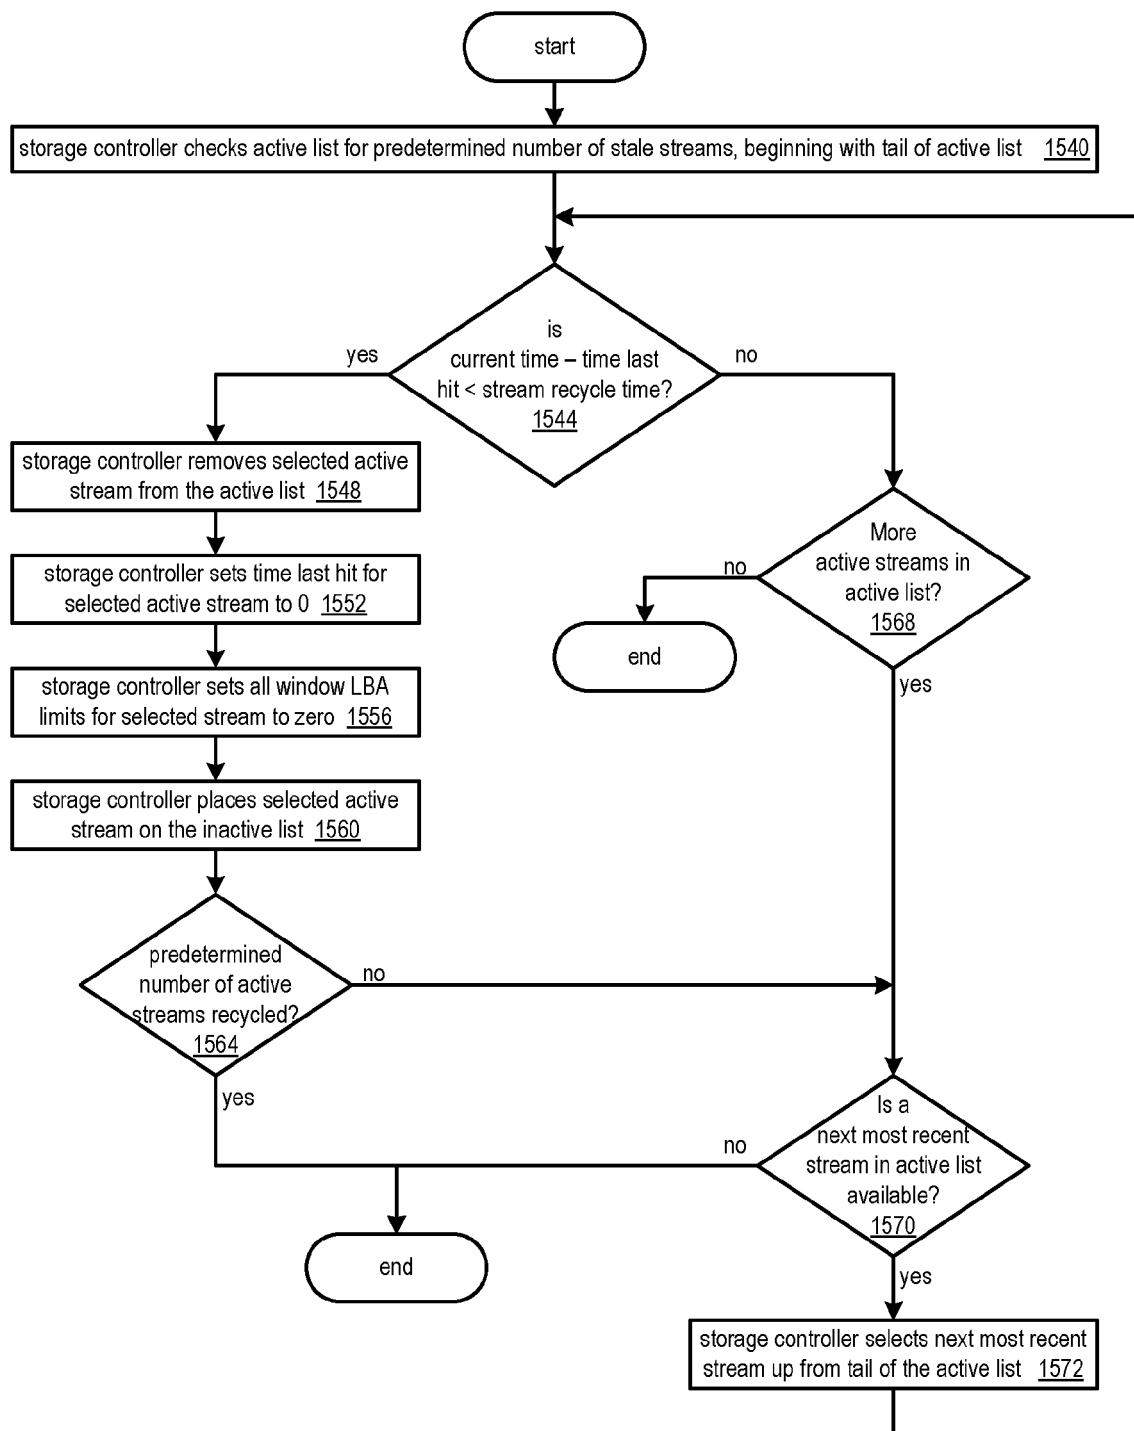 start
storage controller checks active list for predetermined number of stale streams, beginning with tail of active list 1540
is
current time – time last
hit < stream recycle time?
1544
yes
no
storage controller removes selected active
stream from the active list 1548
storage controller sets time last hit for
selected active stream to 0 1552
storage controller sets all window LBA
limits for selected stream to zero 1556
storage controller places selected active
stream on the inactive list 1560
predetermined
number of active
streams recycled?
1564
no
yes
More
active streams in
active list?
1568
no
end
yes
Is a
next most recent
stream in active list
available?
1570
no
end
yes
storage controller selects next most recent
stream up from tail of the active list 1572